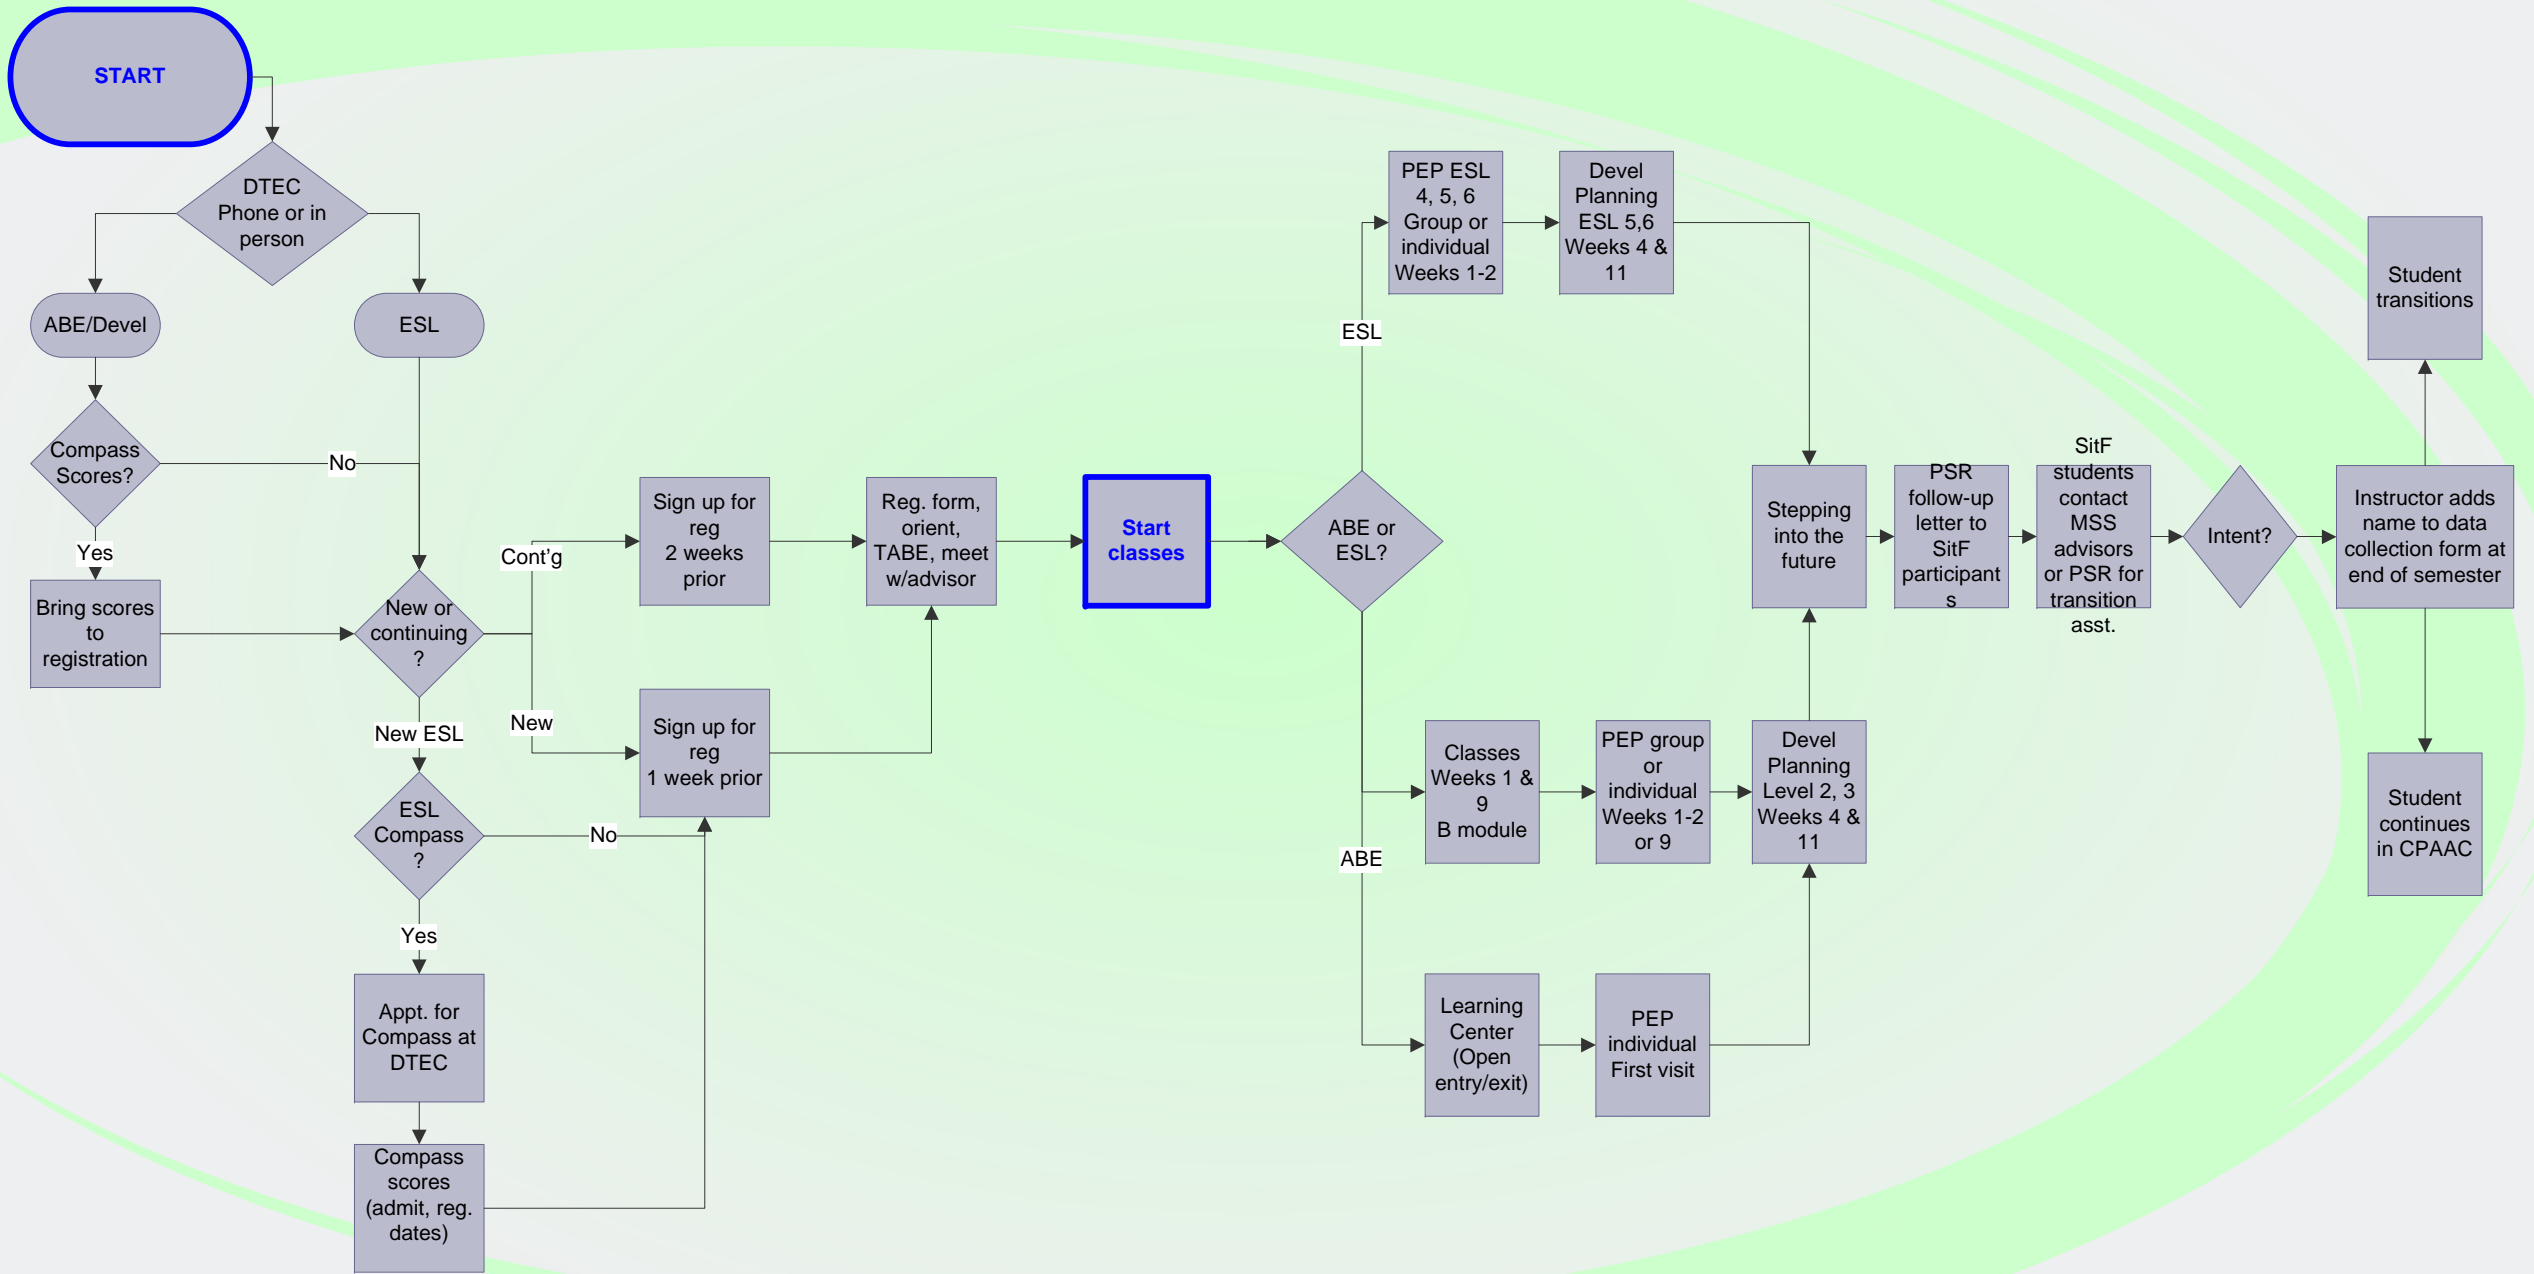 START
DTEC
Phone or in
person
ABE/Devel
ESL
Compass
Scores?
No
Yes
Bring scores
to
registration
New or
continuing
?
Cont'g
New
New ESL
ESL
Compass
?
No
Yes
Appt. for
Compass at
DTEC
Compass
scores
(admit, reg.
dates)
Sign up for
reg
2 weeks
prior
Sign up for
reg
1 week prior
Reg. form,
orient,
TABE, meet
w/advisor
Start
classes
ABE or
ESL?
ESL
ABE
PEP ESL
4, 5, 6
Group or
individual
Weeks 1-2
Devel
Planning
ESL 5,6
Weeks 4 &
11
Classes
Weeks 1 &
9
B module
PEP group
or
individual
Weeks 1-2
or 9
Devel
Planning
Level 2, 3
Weeks 4 &
11
Learning
Center
(Open
entry/exit)
PEP
individual
First visit
Stepping
into the
future
PSR
follow-up
letter to
SitF
participant
s
SitF
students
contact
MSS
advisors
or PSR for
transition
asst.
Intent?
Instructor adds
name to data
collection form at
end of semester
Student
transitions
Student
continues
in CPAAC